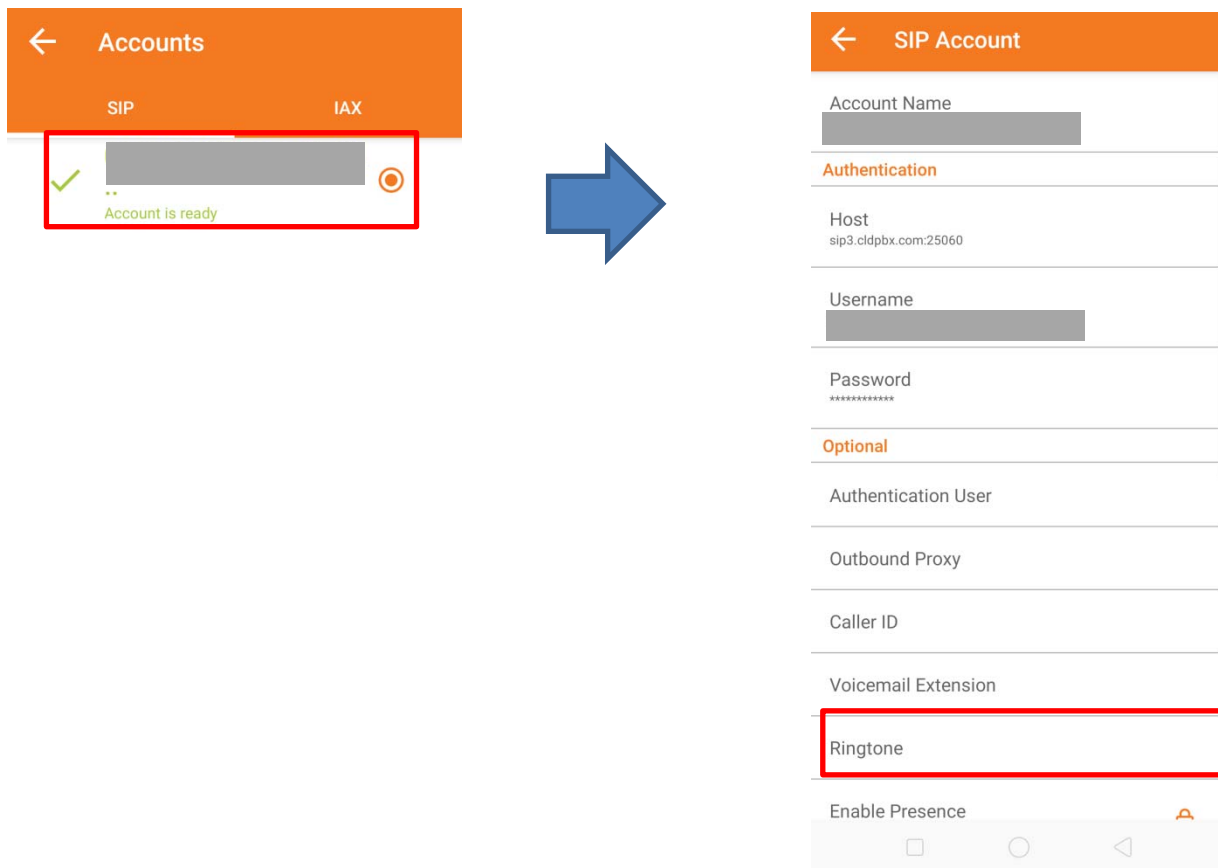 Accounts
SIP IAX
Account is ready
SIP Account
Account Name
Authentication
Host
sip3.cldpbx.com:25060
Username
Password
************
Optional
Authentication User
Outbound Proxy
Caller ID
Voicemail Extension
Ringtone
Enable Presence